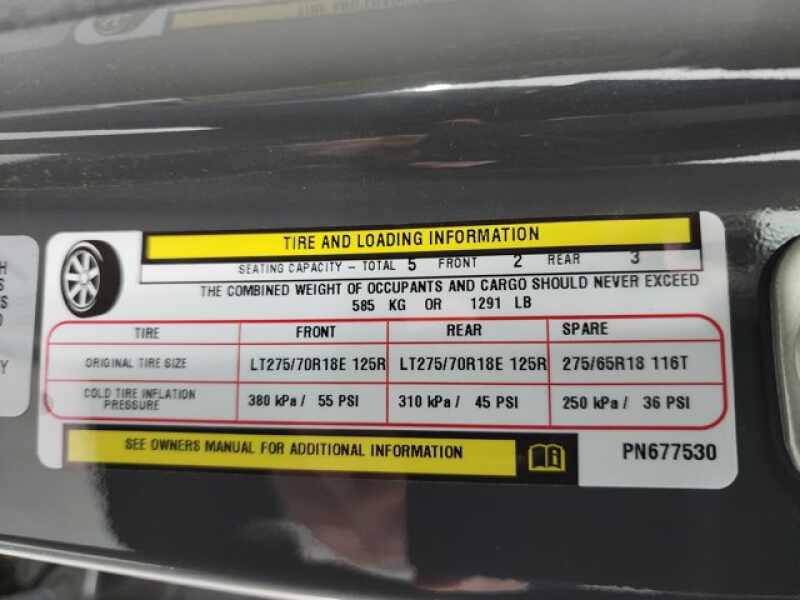 TIRE AND LOADING INFORMATION
SEATING CAPACITY – TOTAL 5 FRONT 2 REAR 3
THE COMBINED WEIGHT OF OCCUPANTS AND CARGO SHOULD NEVER EXCEED
585 KG OR 1291 LB
TIRE FRONT REAR SPARE
ORIGINAL TIRE SIZE LT275/70R18E 125R LT275/70R18E 125R 275/65R18 116T
COLD TIRE INFLATION PRESSURE 380 kPa / 55 PSI 310 kPa / 45 PSI 250 kPa / 36 PSI
SEE OWNERS MANUAL FOR ADDITIONAL INFORMATION
PN677530